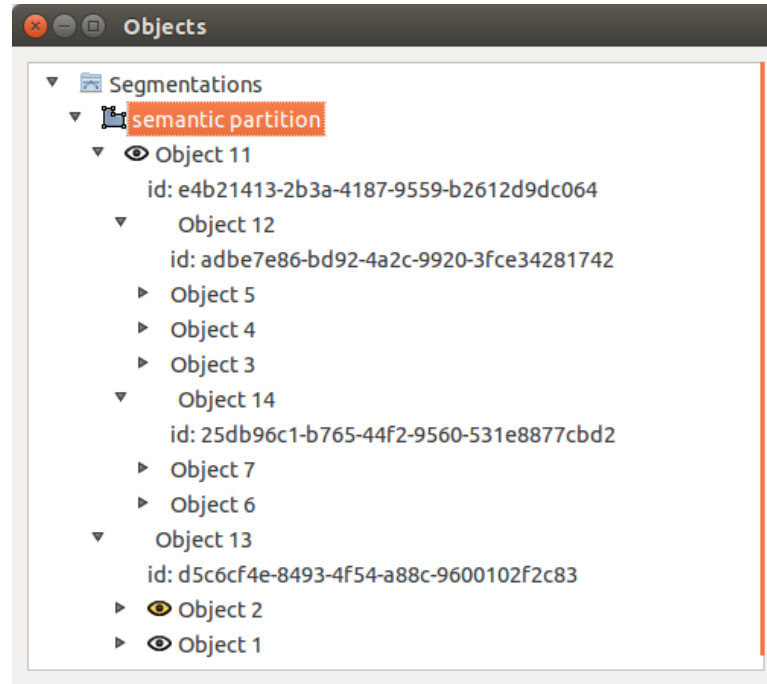 Objects
Segmentations
semantic partition
Object 11
id: e4b21413-2b3a-4187-9559-b2612d9dc064
Object 12
id: adbe7e86-bd92-4a2c-9920-3fce34281742
Object 5
Object 4
Object 3
Object 14
id: 25db96c1-b765-44f2-9560-531e8877cbd2
Object 7
Object 6
Object 13
id: d5c6cf4e-8493-4f54-a88c-9600102f2c83
Object 2
Object 1